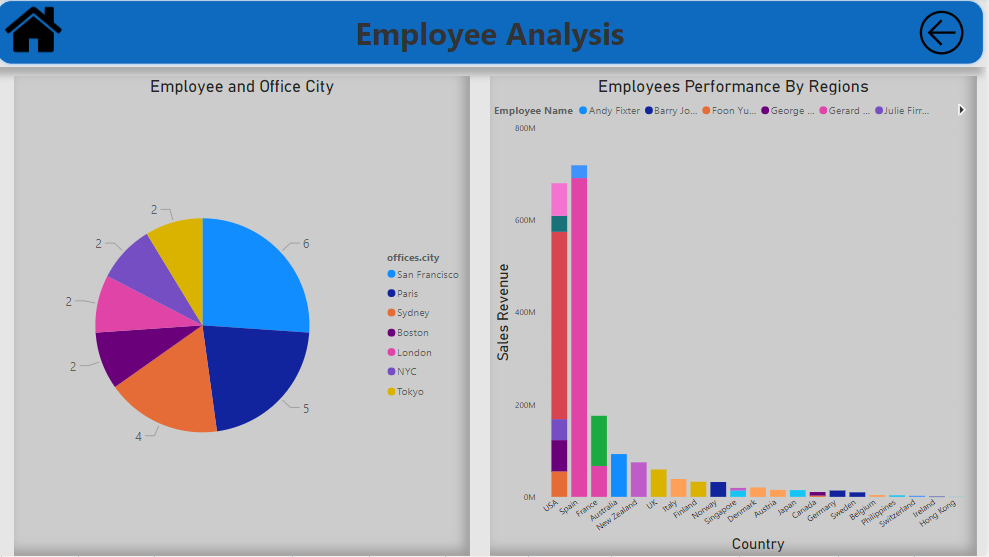 Employee Analysis
Employee and Office City
2
2
2
2
4
5
6
offices.city
San Francisco
Paris
Sydney
Boston
London
NYC
Tokyo
Employees Performance By Regions
Employee Name Andy Fixter Barry Jo... Foon Yu... George ... Gerard ... Julie Firr...
800M
600M
400M
200M
0M
Sales Revenue
USA
Spain
France
Australia
New Zealand
UK
Italy
Finland
Norway
Singapore
Denmark
Austria
Japan
Canada
Germany
Sweden
Belgium
Philippines
Switzerland
Ireland
Hong Kong
Country